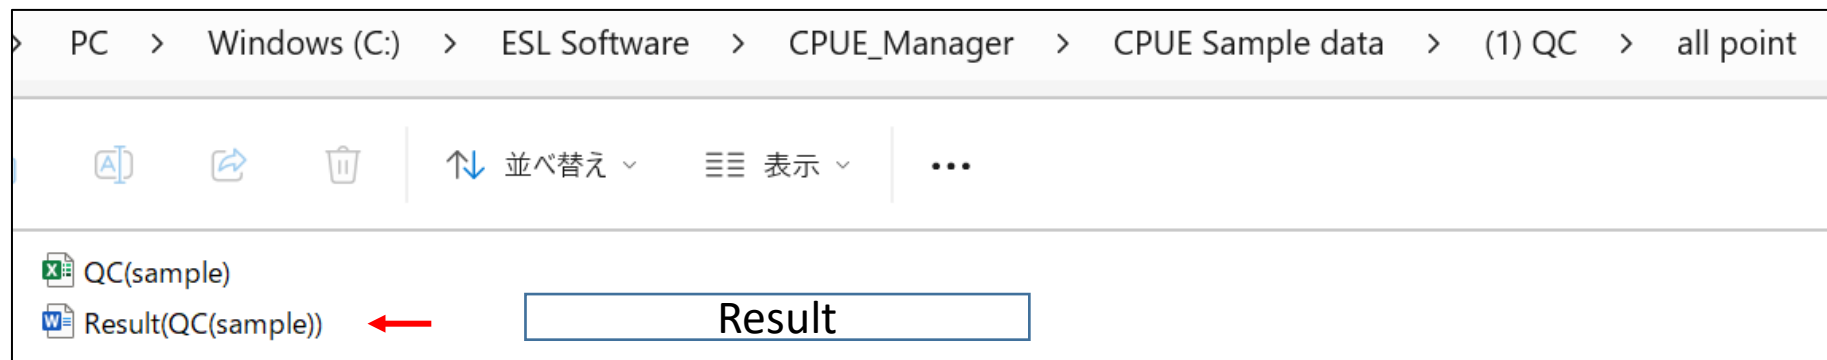 > PC > Windows (C:) > ESL Software > CPUE_Manager > CPUE Sample data > (1) QC > all point
A 並べ替え 表示 •••
QC(sample)
Result(QC(sample)) Result